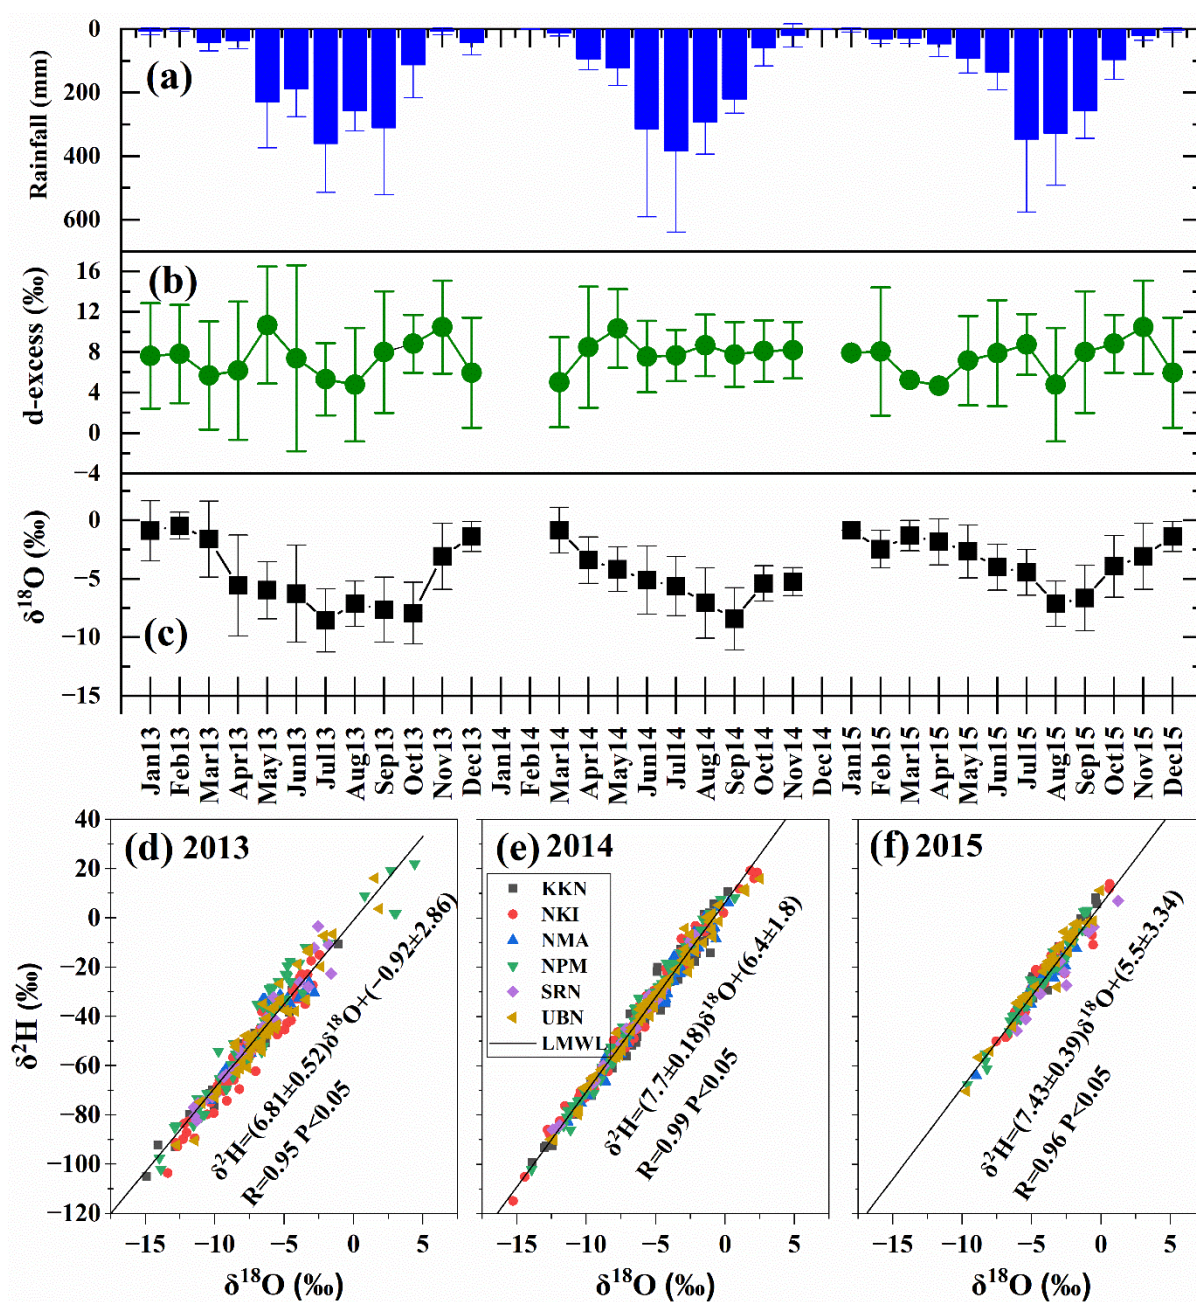 0
200
400
600
Rainfall (mm)
(a)
16
12
8
4
0
−4
d-excess (‰)
(b)
0
−5
−10
−15
δ¹⁸O (‰)
(c)
Jan13
Feb13
Mar13
Apr13
May13
Jun13
Jul13
Aug13
Sep13
Oct13
Nov13
Dec13
Jan14
Feb14
Mar14
Apr14
May14
Jun14
Jul14
Aug14
Sep14
Oct14
Nov14
Dec14
Jan15
Feb15
Mar15
Apr15
May15
Jun15
Jul15
Aug15
Sep15
Oct15
Nov15
Dec15
40
20
0
−20
−40
−60
−80
−100
−120
δ²H (‰)
(d) 2013
δ²H=(6.81±0.52)δ¹⁸O+(−0.92±2.86)
R=0.95 P<0.05
−15 −10 −5 0 5
δ¹⁸O (‰)
(e) 2014
KKN
NKI
NMA
NPM
SRN
UBN
LMWL
δ²H=(7.7±0.18)δ¹⁸O+(6.4±1.8)
R=0.99 P<0.05
−15 −10 −5 0 5
δ¹⁸O (‰)
(f) 2015
δ²H=(7.43±0.39)δ¹⁸O+(5.5±3.34)
R=0.96 P<0.05
−15 −10 −5 0 5
δ¹⁸O (‰)